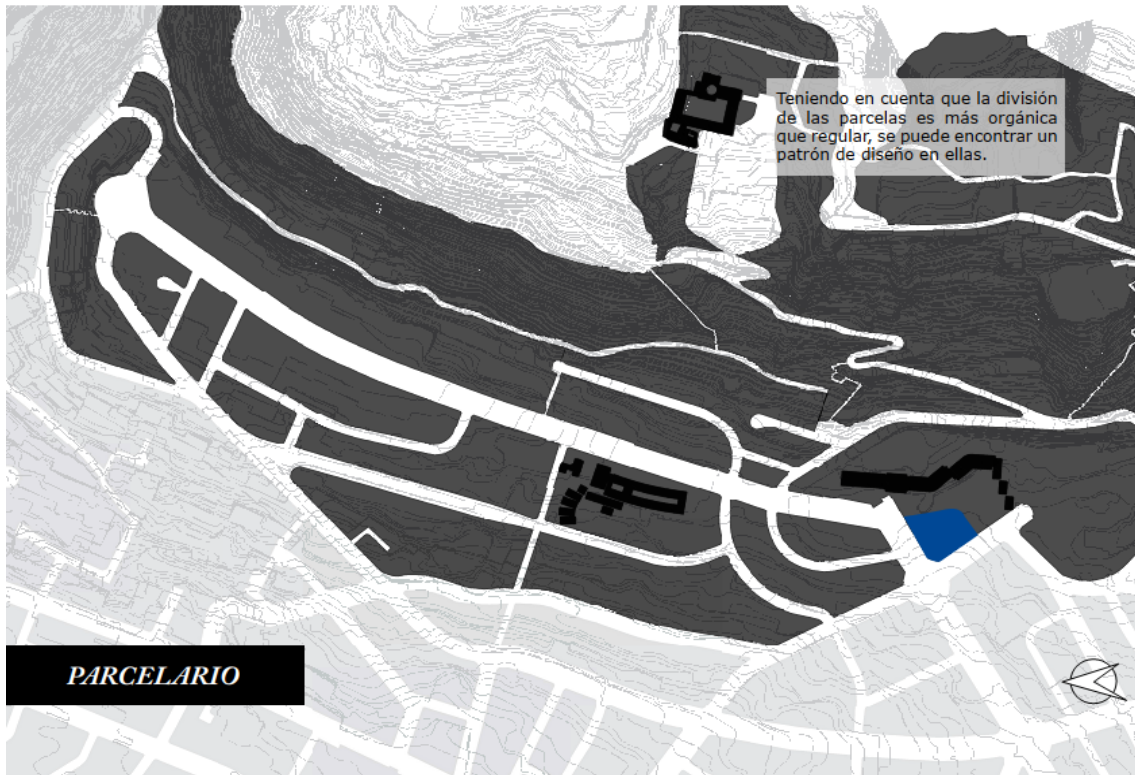 Teniendo en cuenta que la división
de las parcelas es más orgánica
que regular, se puede encontrar un
patrón de diseño en ellas.
PARCELARIO